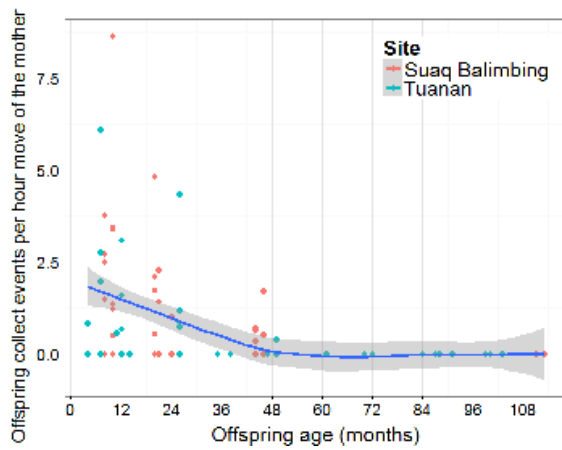 Offspring collect events per hour move of the mother
7.5
5.0
2.5
0.0
Site
Suaq Balimbing
Tuanan
0 12 24 36 48 60 72 84 96 108
Offspring age (months)